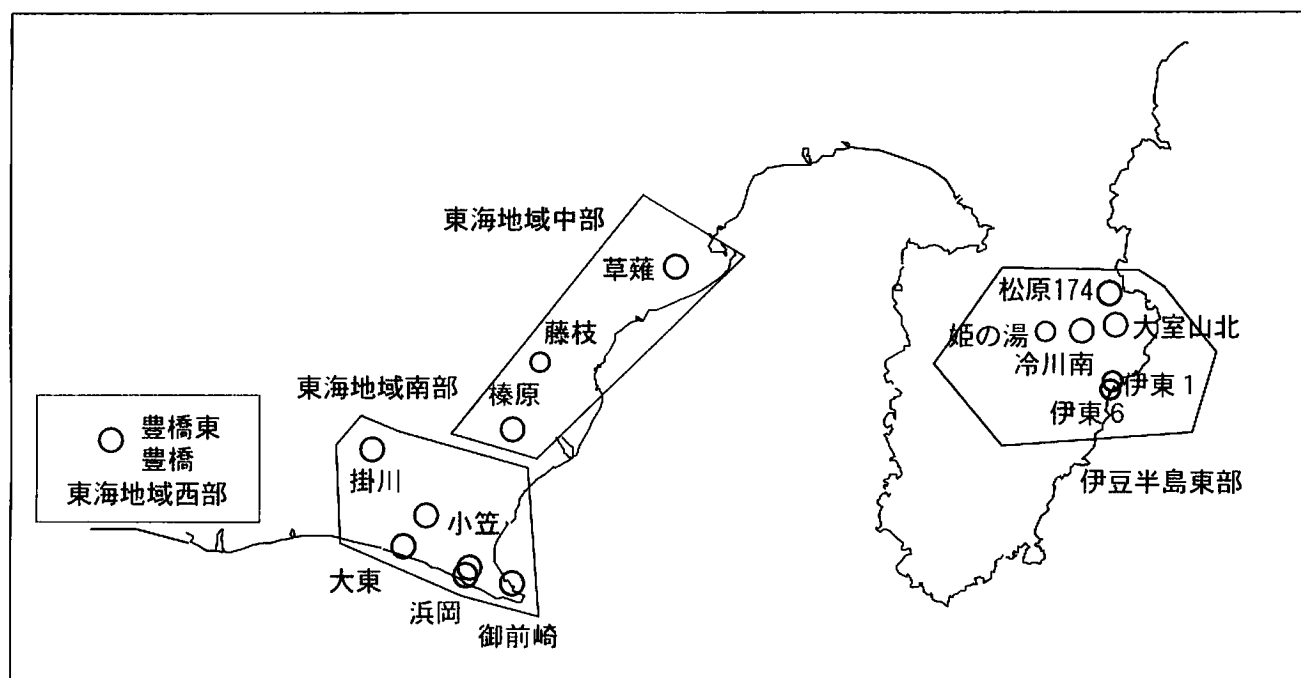 東海地域中部
草薙
藤枝
榛原
東海地域南部
掛川
小笠
大東
浜岡
御前崎
豊橋東
豊橋
東海地域西部
松原174
姫の湯
大室山北
冷川南
伊東1
伊東6
伊豆半島東部